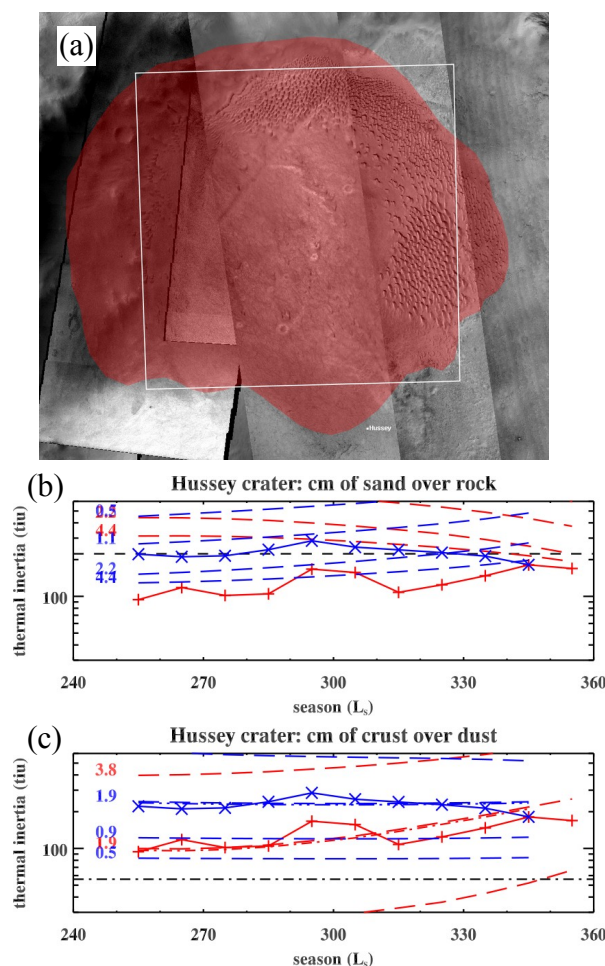 (a)
Hussey
(b)
Hussey crater: cm of sand over rock
thermal inertia (tiu)
4.4
1.1
2.2
4.4
100
240
270
300
330
360
season (Ls)
(c)
Hussey crater: cm of crust over dust
thermal inertia (tiu)
3.8
1.9
0.9
1.9
0.5
100
240
270
300
330
360
season (Ls)